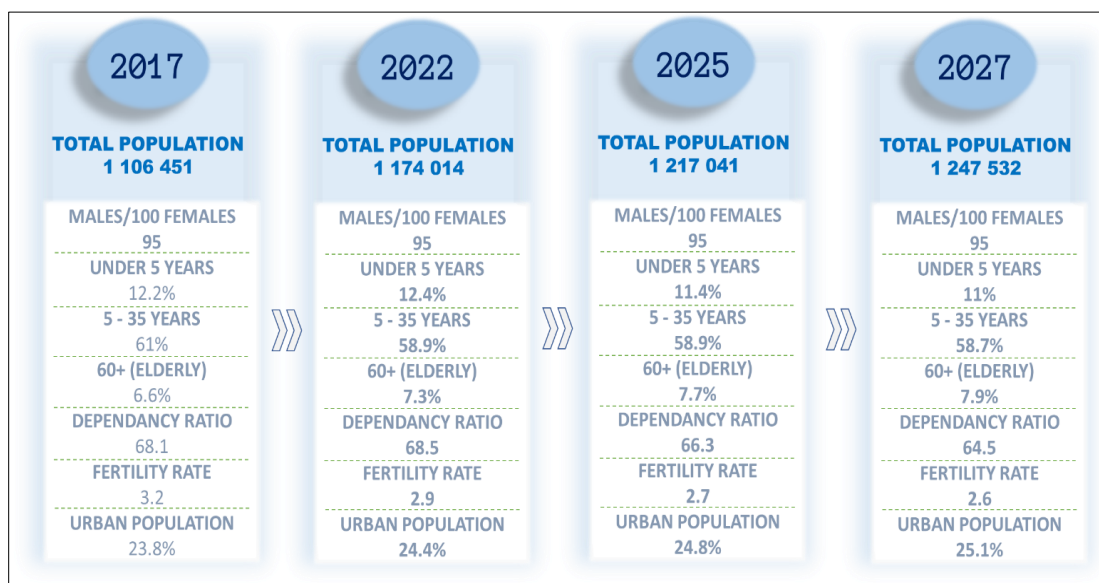 2017
TOTAL POPULATION
1 106 451
MALES/100 FEMALES
95
UNDER 5 YEARS
12.2%
5 - 35 YEARS
61%
60+ (ELDERLY)
6.6%
DEPENDANCY RATIO
68.1
FERTILITY RATE
3.2
URBAN POPULATION
23.8%
2022
TOTAL POPULATION
1 174 014
MALES/100 FEMALES
95
UNDER 5 YEARS
12.4%
5 - 35 YEARS
58.9%
60+ (ELDERLY)
7.3%
DEPENDANCY RATIO
68.5
FERTILITY RATE
2.9
URBAN POPULATION
24.4%
2025
TOTAL POPULATION
1 217 041
MALES/100 FEMALES
95
UNDER 5 YEARS
11.4%
5 - 35 YEARS
58.9%
60+ (ELDERLY)
7.7%
DEPENDANCY RATIO
66.3
FERTILITY RATE
2.7
URBAN POPULATION
24.8%
2027
TOTAL POPULATION
1 247 532
MALES/100 FEMALES
95
UNDER 5 YEARS
11%
5 - 35 YEARS
58.7%
60+ (ELDERLY)
7.9%
DEPENDANCY RATIO
64.5
FERTILITY RATE
2.6
URBAN POPULATION
25.1%